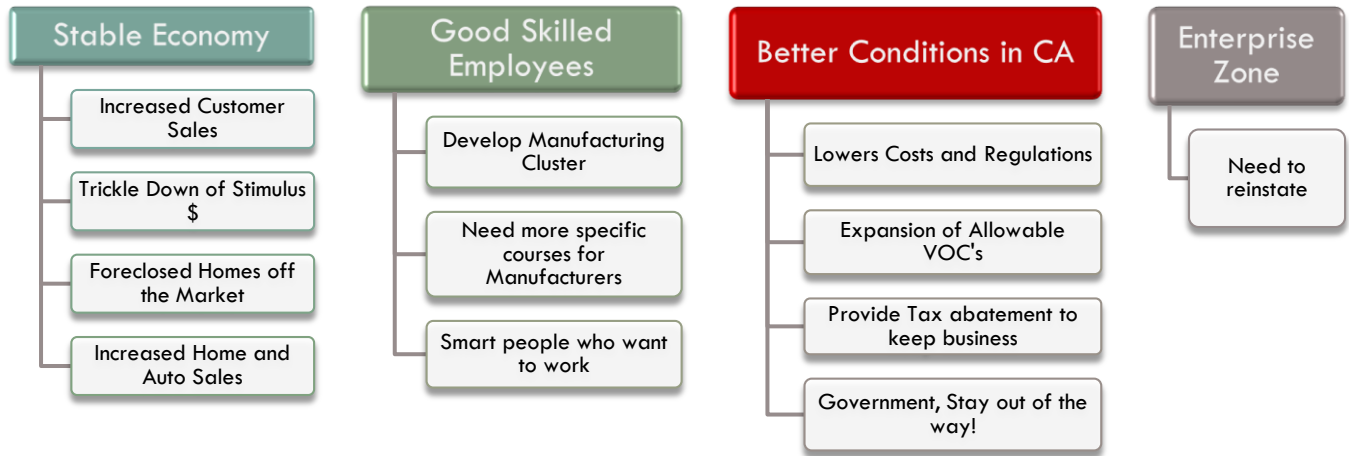 Stable Economy
Increased Customer
Sales
Trickle Down of Stimulus
$
Foreclosed Homes off
the Market
Increased Home and
Auto Sales
Good Skilled
Employees
Develop Manufacturing
Cluster
Need more specific
courses for
Manufacturers
Smart people who want
to work
Better Conditions in CA
Lowers Costs and Regulations
Expansion of Allowable
VOC's
Provide Tax abatement to
keep business
Government, Stay out of the
way!
Enterprise
Zone
Need to
reinstate